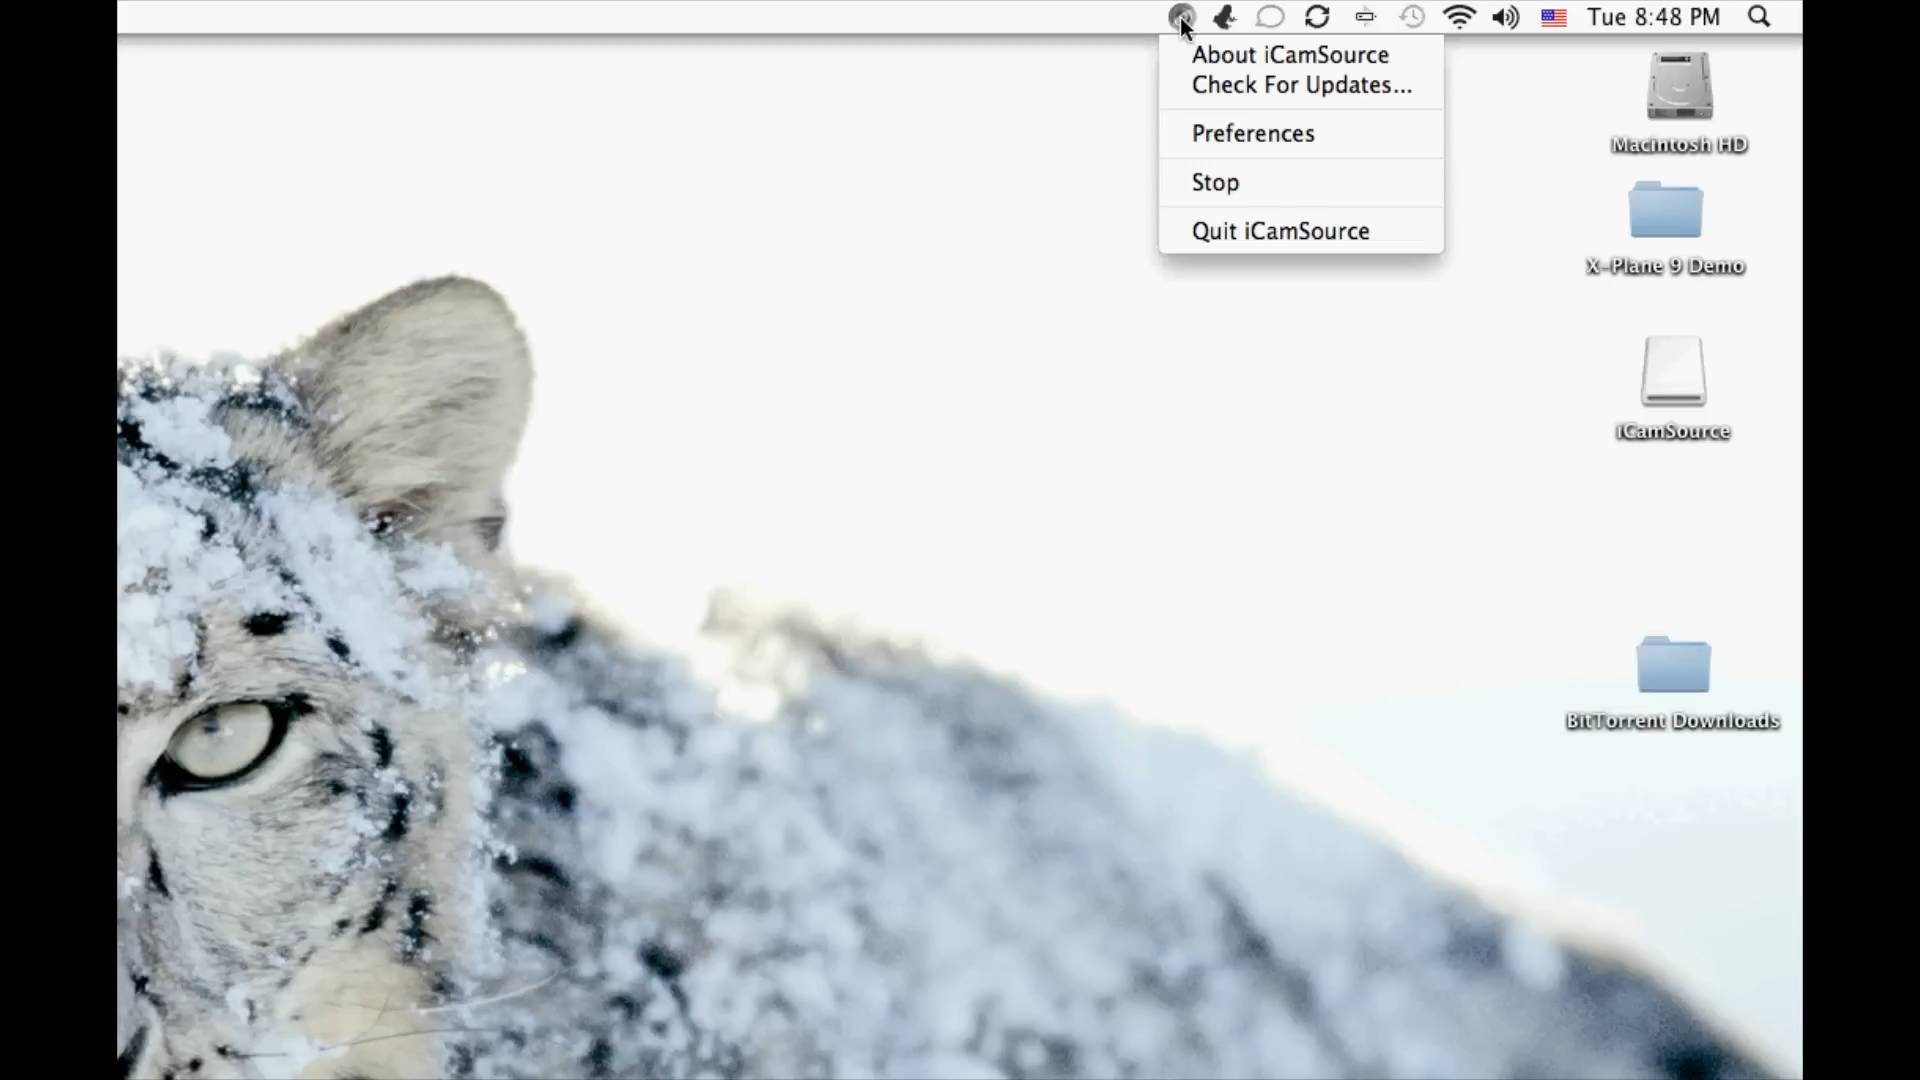 Tue 8:48 PM
About iCamSource
Check For Updates...
Preferences
Stop
Quit iCamSource
Macintosh HD
X-Plane 9 Demo
iCamSource
BitTorrent Downloads